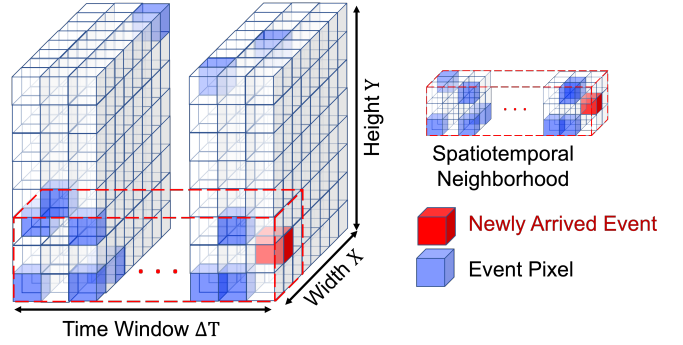 Height Y
Spatiotemporal
Neighborhood
Newly Arrived Event
Event Pixel
Width X
Time Window ΔT